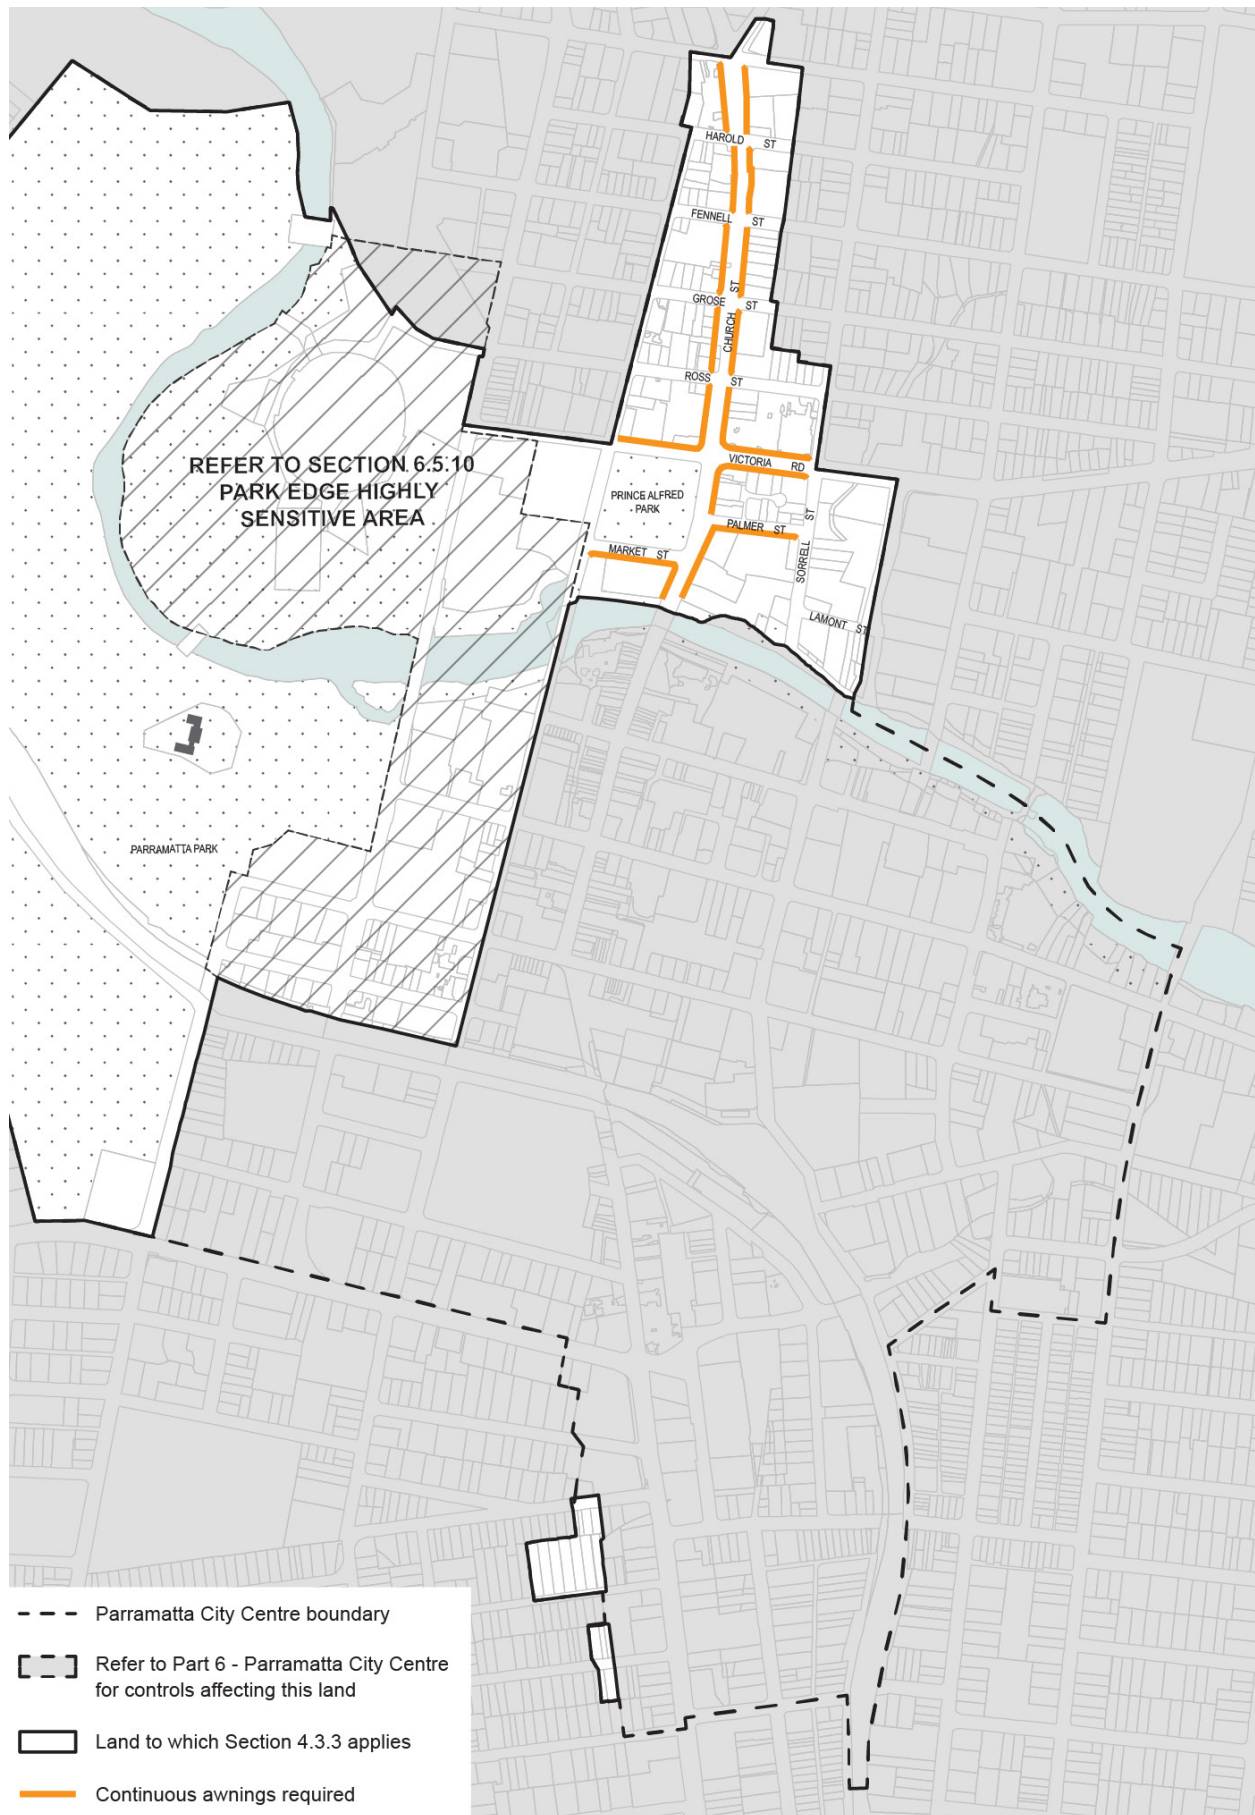 HAROLD ST
FENNELL ST
GROSE ST
CHURCH ST
ROSS ST
REFER TO SECTION 6.5.10
PARK EDGE HIGHLY
SENSITIVE AREA
VICTORIA RD
PRINCE ALFRED
PARK
PALMER ST
MARKET ST
SORRELL ST
LAMONT ST
PARRAMATTA PARK
Parramatta City Centre boundary
Refer to Part 6 - Parramatta City Centre
for controls affecting this land
Land to which Section 4.3.3 applies
Continuous awnings required